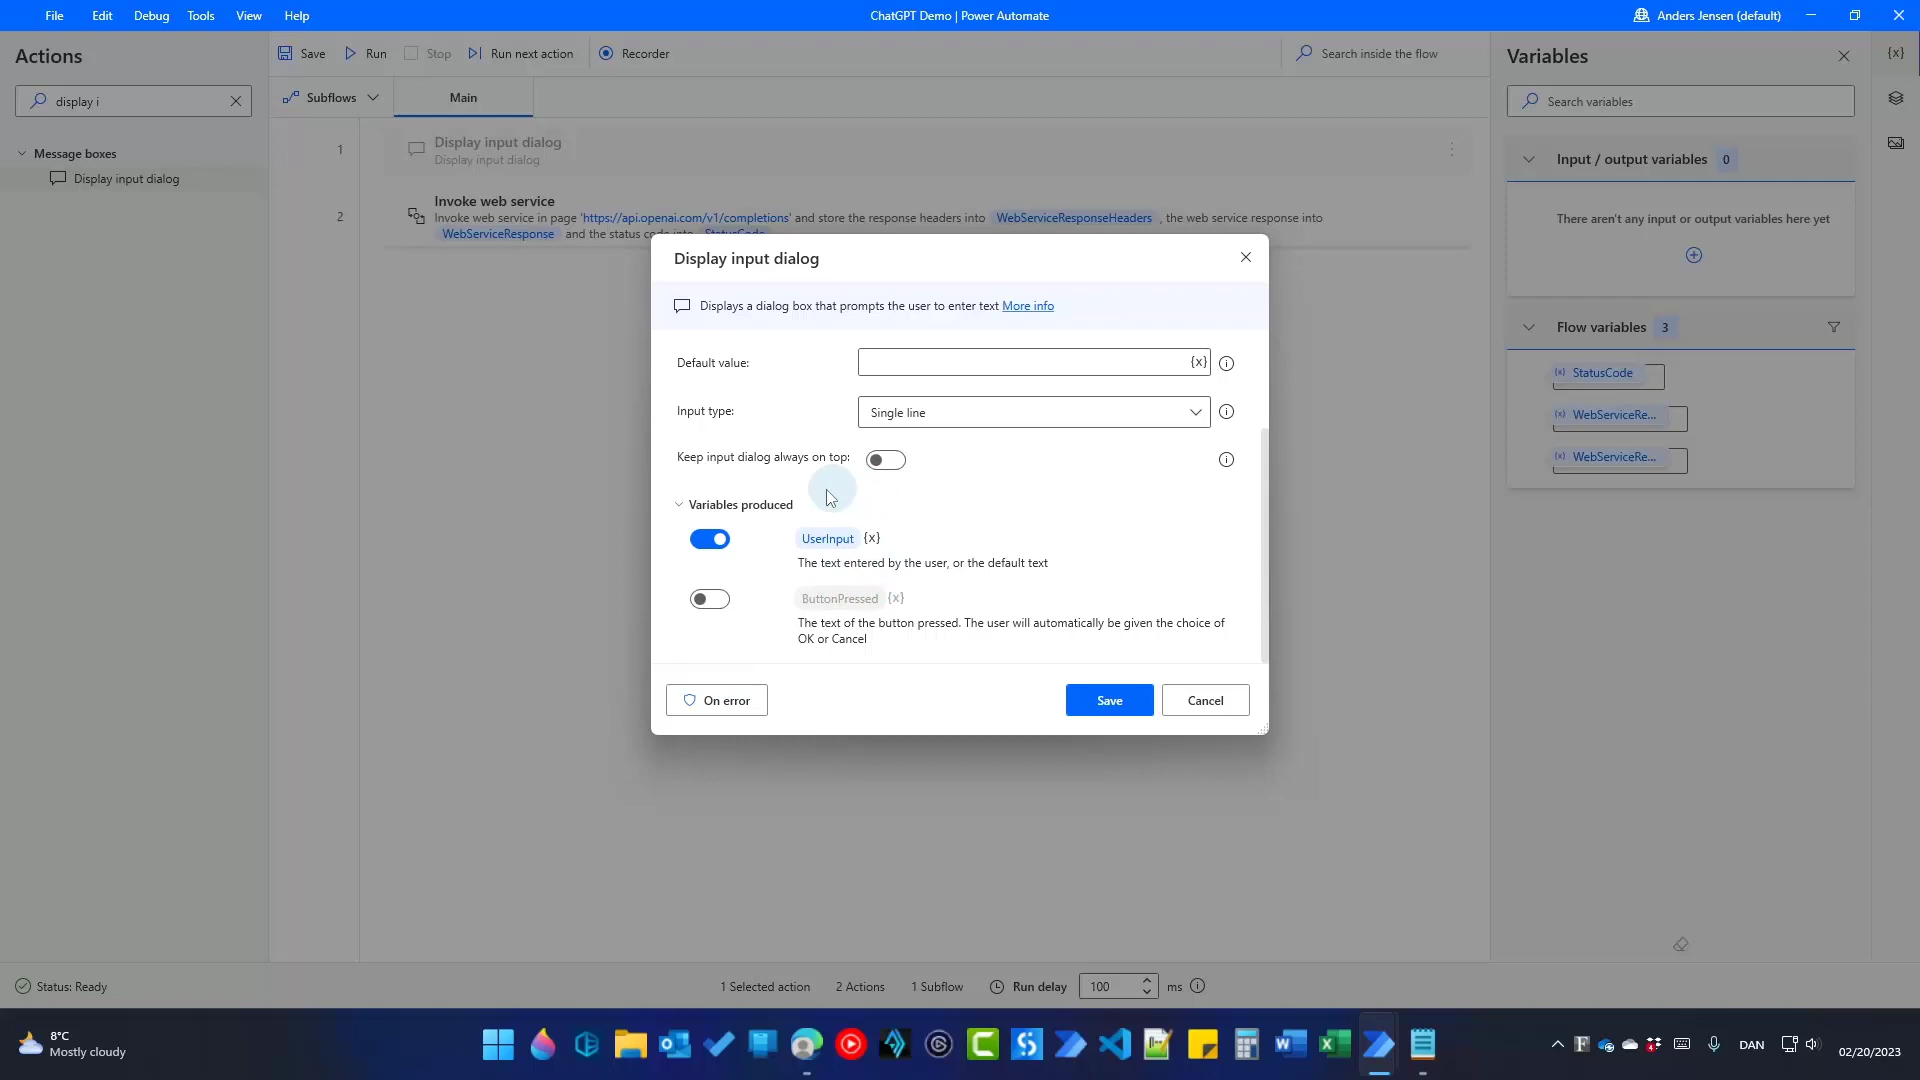 File Edit Debug Tools View Help
ChatGPT Demo | Power Automate
Anders Jensen (default)
Actions
display i
Message boxes
Display input dialog
Save Run Stop Run next action Recorder
Search inside the flow
Subflows Main
1
Display input dialog
Display input dialog
2
Invoke web service
Invoke web service in page 'https://api.openai.com/v1/completions' and store the response headers into WebServiceResponseHeaders , the web service response into
WebServiceResponse and the status code into StatusCode
Display input dialog
Displays a dialog box that prompts the user to enter text More info
Default value: {x}
Input type: Single line
Keep input dialog always on top:
Variables produced
UserInput {x}
The text entered by the user, or the default text
ButtonPressed {x}
The text of the button pressed. The user will automatically be given the choice of
OK or Cancel
On error Save Cancel
Variables
{x}
Search variables
Input / output variables 0
There aren't any input or output variables here yet
Flow variables 3
(x) StatusCode
(x) WebServiceRe...
(x) WebServiceRe...
Status: Ready
1 Selected action 2 Actions 1 Subflow Run delay 100 ms
8°C
Mostly cloudy
DAN
02/20/2023